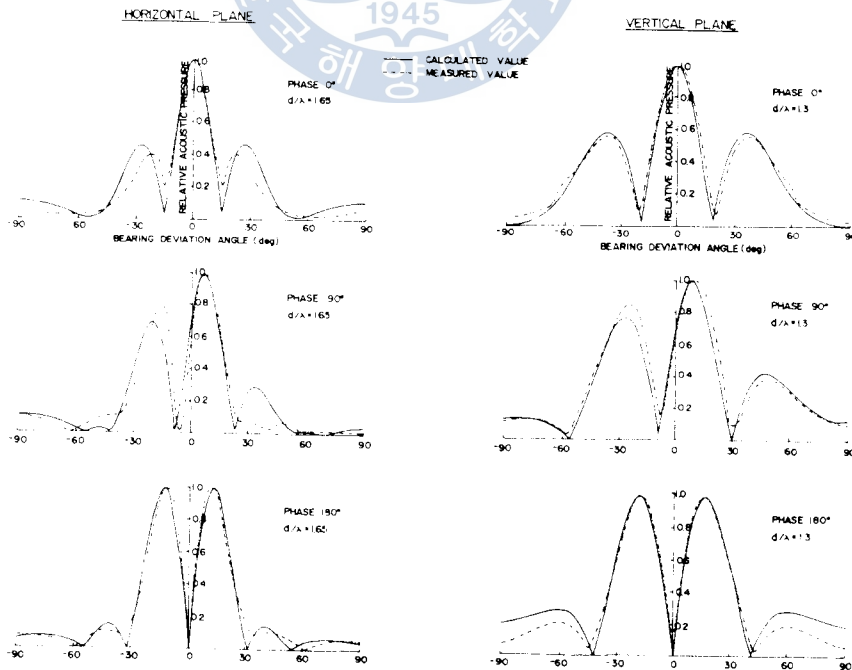 HORIZONTAL PLANE
VERTICAL PLANE
1945
국해양대학
CALCULATED VALUE
MEASURED VALUE
RELATIVE ACOUSTIC PRESSURE
1.0
0.8
0.6
0.4
0.2
PHASE 0°
d/λ=1.65
-90 -60 -30 0 30 60 90
BEARING DEVIATION ANGLE (deg)
RELATIVE ACOUSTIC PRESSURE
1.0
0.8
0.6
0.4
0.2
PHASE 0°
d/λ=1.3
-90 -60 -30 0 30 60 90
BEARING DEVIATION ANGLE (deg)
1.0
0.8
0.6
0.4
0.2
PHASE 90°
d/λ=1.65
-90 -60 -30 0 30 60 90
1.0
0.8
0.6
0.4
0.2
PHASE 90°
d/λ=1.3
-90 -60 -30 0 30 60 90
1.0
0.8
0.6
0.4
0.2
PHASE 180°
d/λ=1.65
-90 -60 -30 0 30 60 90
1.0
0.8
0.6
0.4
0.2
PHASE 180°
d/λ=1.3
-90 -60 -30 0 30 60 90